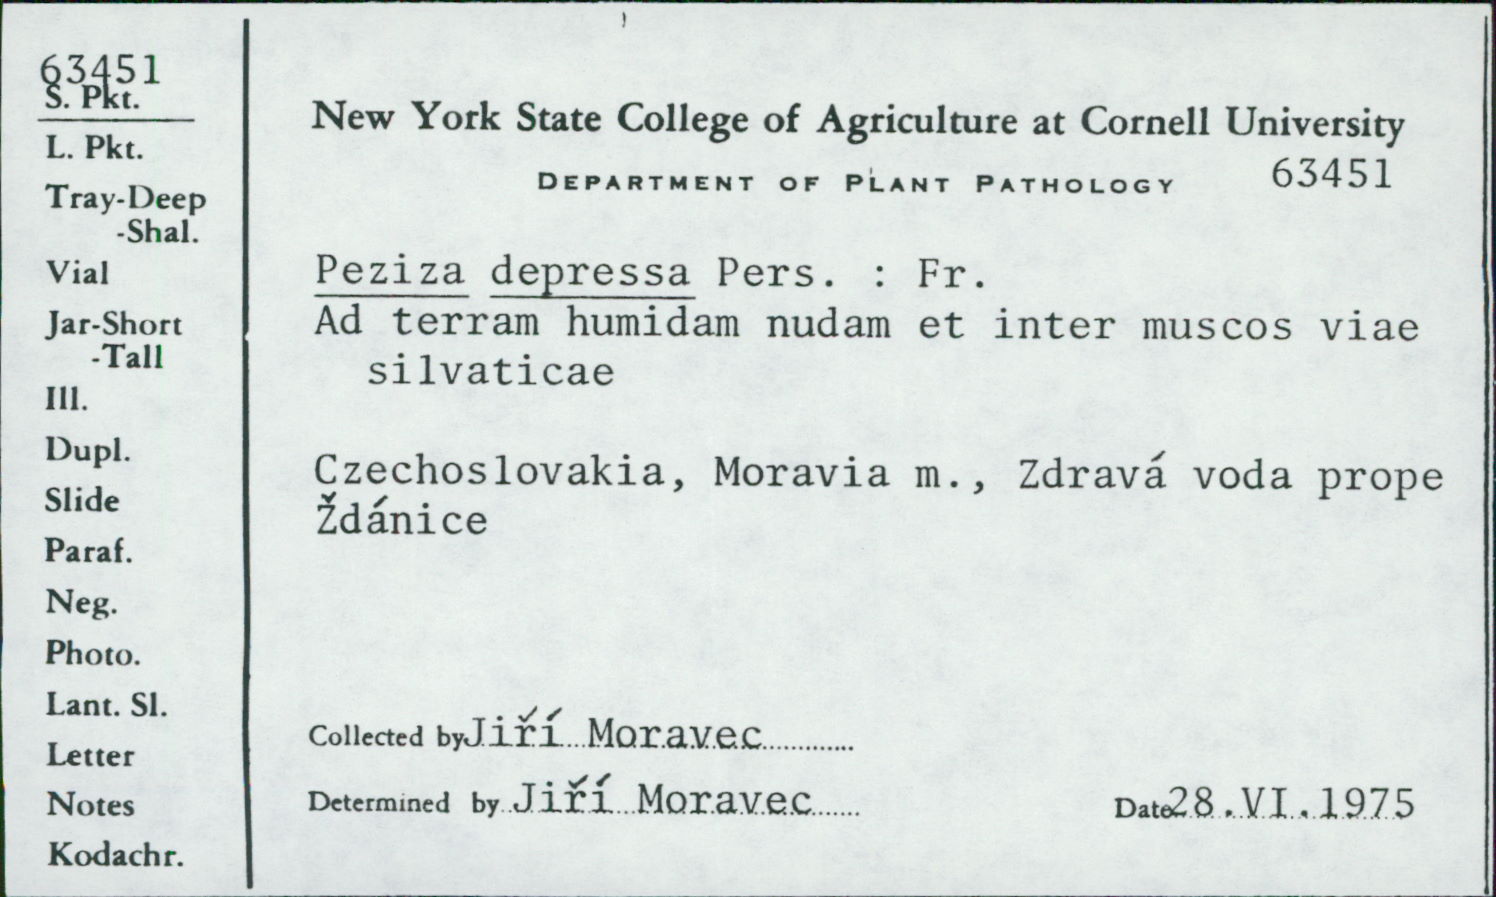 63451
S. Pkt.
L. Pkt.
Tray-Deep
-Shal.
Vial
Jar-Short
-Tall
Ill.
Dupl.
Slide
Paraf.
Neg.
Photo.
Lant. Sl.
Letter
Notes
Kodachr.
New York State College of Agriculture at Cornell University
DEPARTMENT OF PLANT PATHOLOGY 63451
Peziza depressa Pers. : Fr.
Ad terram humidam nudam et inter muscos viae
silvaticae
Czechoslovakia, Moravia m., Zdravá voda prope
Ždánice
Collected by Jiří Moravec
Determined by Jiří Moravec
Date 28.VI.1975